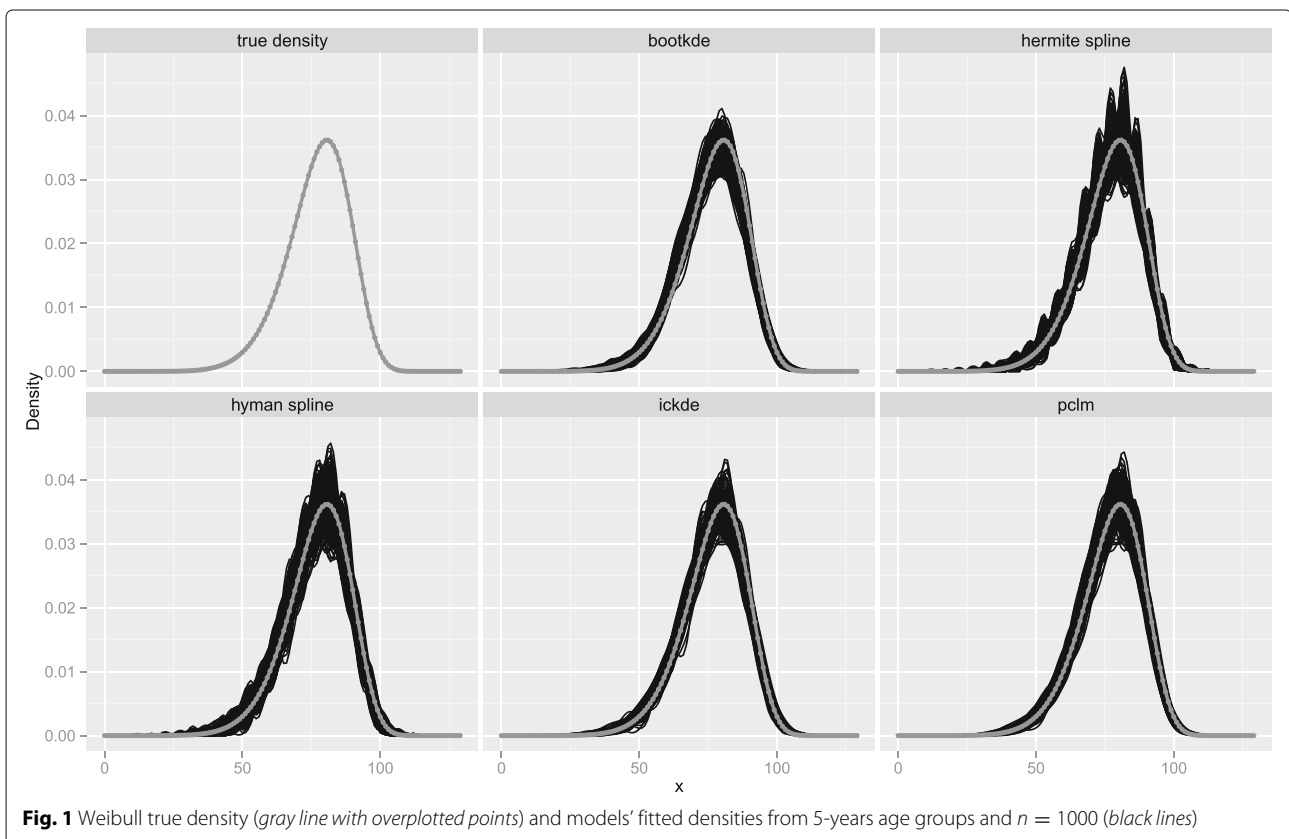 true density
bootkde
hermite spline
0.04
0.03
0.02
0.01
0.00
Density
hyman spline
ickde
pclm
0.04
0.03
0.02
0.01
0.00
0 50 100
0 50 100
0 50 100
x
Fig. 1 Weibull true density (gray line with overplotted points) and models’ fitted densities from 5-years age groups and n = 1000 (black lines)